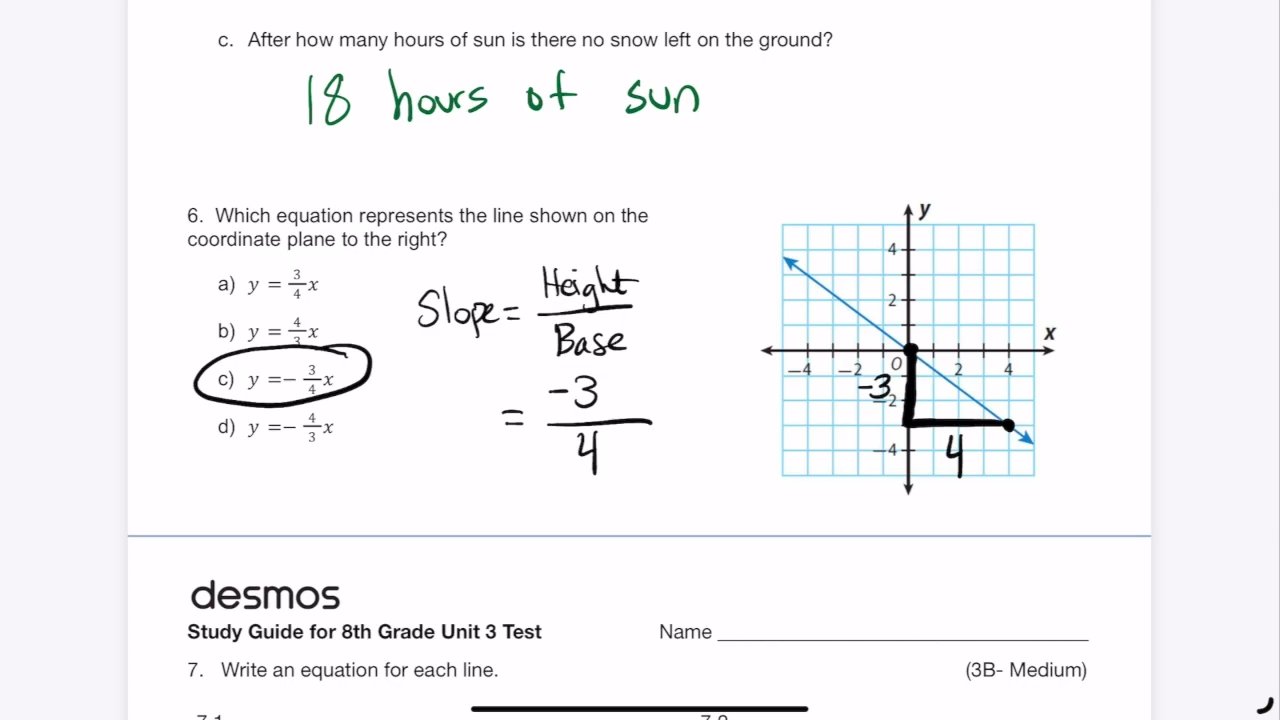 c. After how many hours of sun is there no snow left on the ground?
18 hours of sun
6. Which equation represents the line shown on the
coordinate plane to the right?
a) y = 3/4 x
b) y = 4/3 x
c) y =− 3/4 x
d) y =− 4/3 x
Slope = Height
Base
= -3
4
y
x
4
2
−4
−2
O
2
4
-3
−2
−4
4
desmos
Study Guide for 8th Grade Unit 3 Test
Name
7. Write an equation for each line.
(3B- Medium)